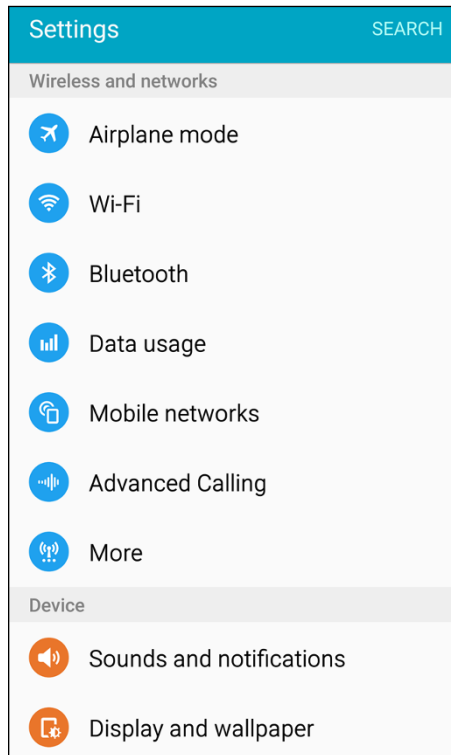 Settings SEARCH
Wireless and networks
Airplane mode
Wi-Fi
Bluetooth
Data usage
Mobile networks
Advanced Calling
More
Device
Sounds and notifications
Display and wallpaper